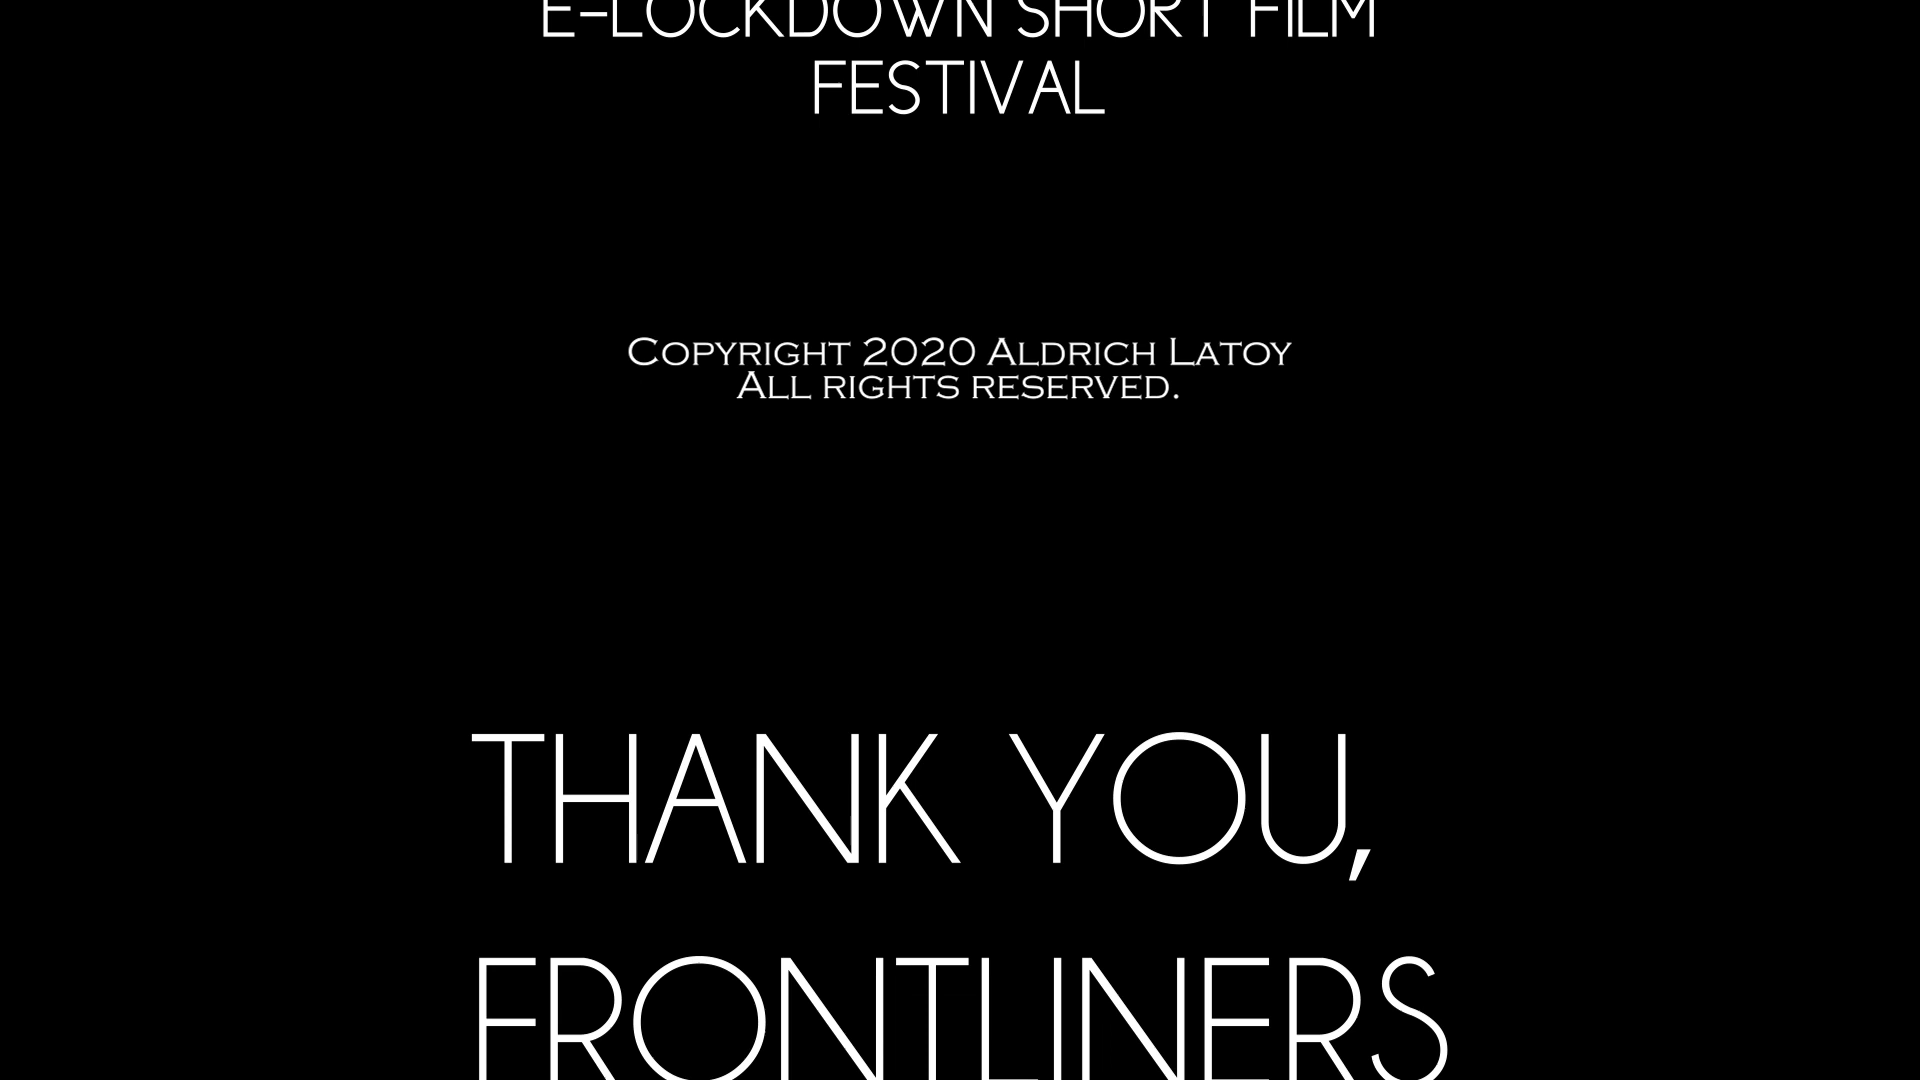 E-LOCKDOWN SHORT FILM
FESTIVAL
COPYRIGHT 2020 ALDRICH LATOY
ALL RIGHTS RESERVED.
THANK YOU,
FRONTLINERS